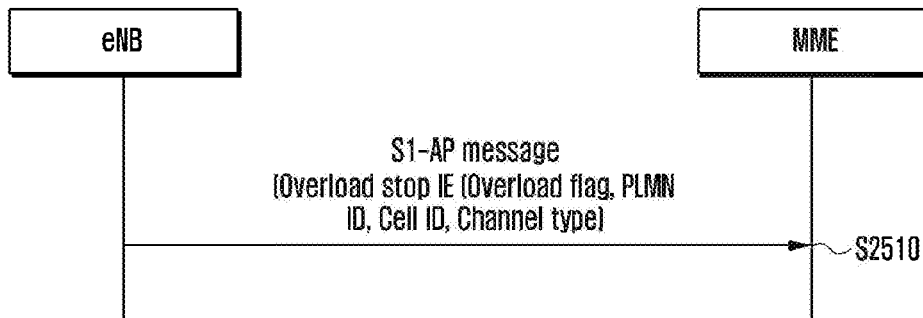 eNB
MME
S1-AP message
(Overload stop IE (Overload flag, PLMN
ID, Cell ID, Channel type)
S2510